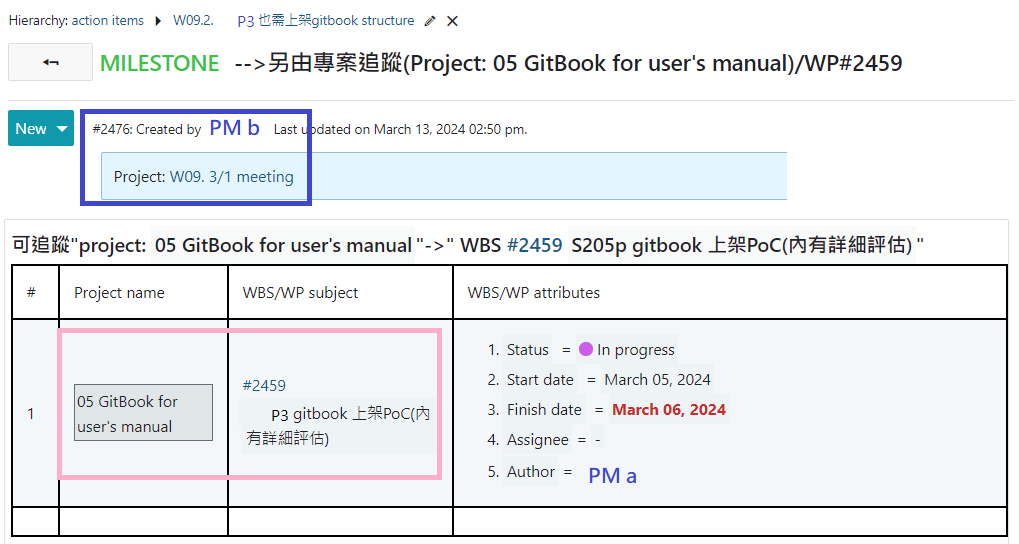 Hierarchy: action items W09.2. P3 也需上架gitbook structure
MILESTONE -->另由專案追蹤(Project: 05 GitBook for user's manual)/WP#2459
New #2476: Created by PM b Last updated on March 13, 2024 02:50 pm.
Project: W09. 3/1 meeting
可追蹤"project: 05 GitBook for user's manual "->" WBS #2459 S205p gitbook 上架PoC(內有詳細評估) "
# Project name WBS/WP subject WBS/WP attributes
1
05 GitBook for
user's manual
#2459
P3 gitbook 上架PoC(內
有詳細評估)
1. Status = In progress
2. Start date = March 05, 2024
3. Finish date = March 06, 2024
4. Assignee = -
5. Author = PM a